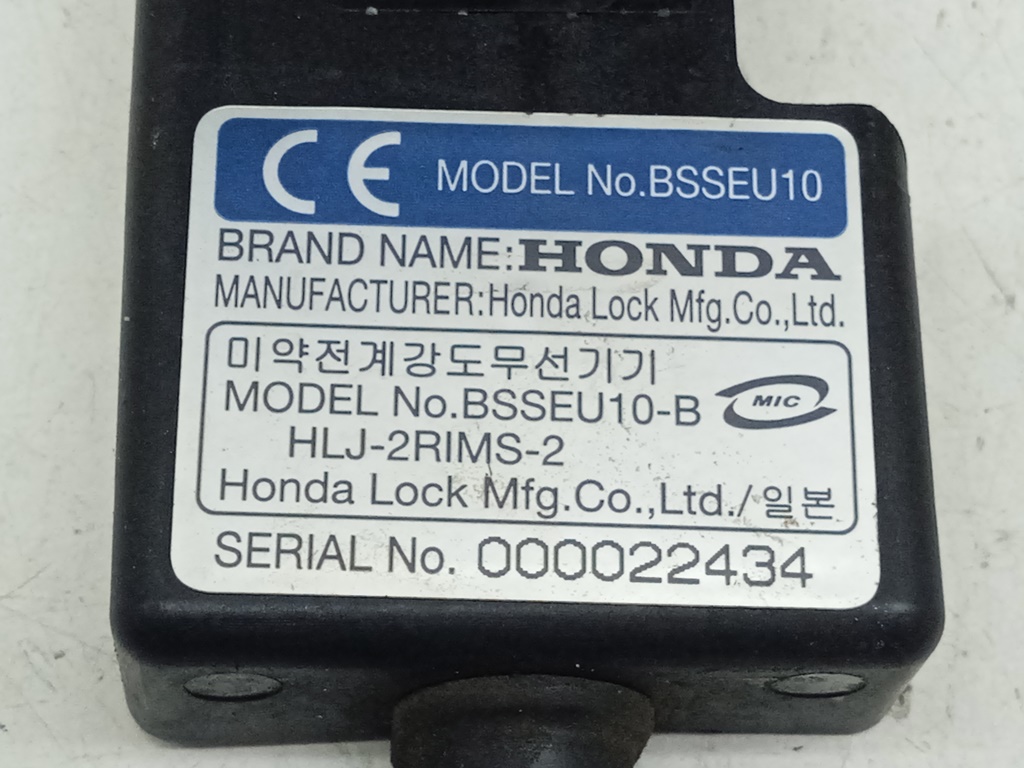 CE MODEL No.BSSEU10
BRAND NAME:HONDA
MANUFACTURER:Honda Lock Mfg.Co.,Ltd.
미약전계강도무선기기
MODEL No.BSSEU10-B MIC
HLJ-2RIMS-2
Honda Lock Mfg.Co.,Ltd./일본
SERIAL No. 000022434